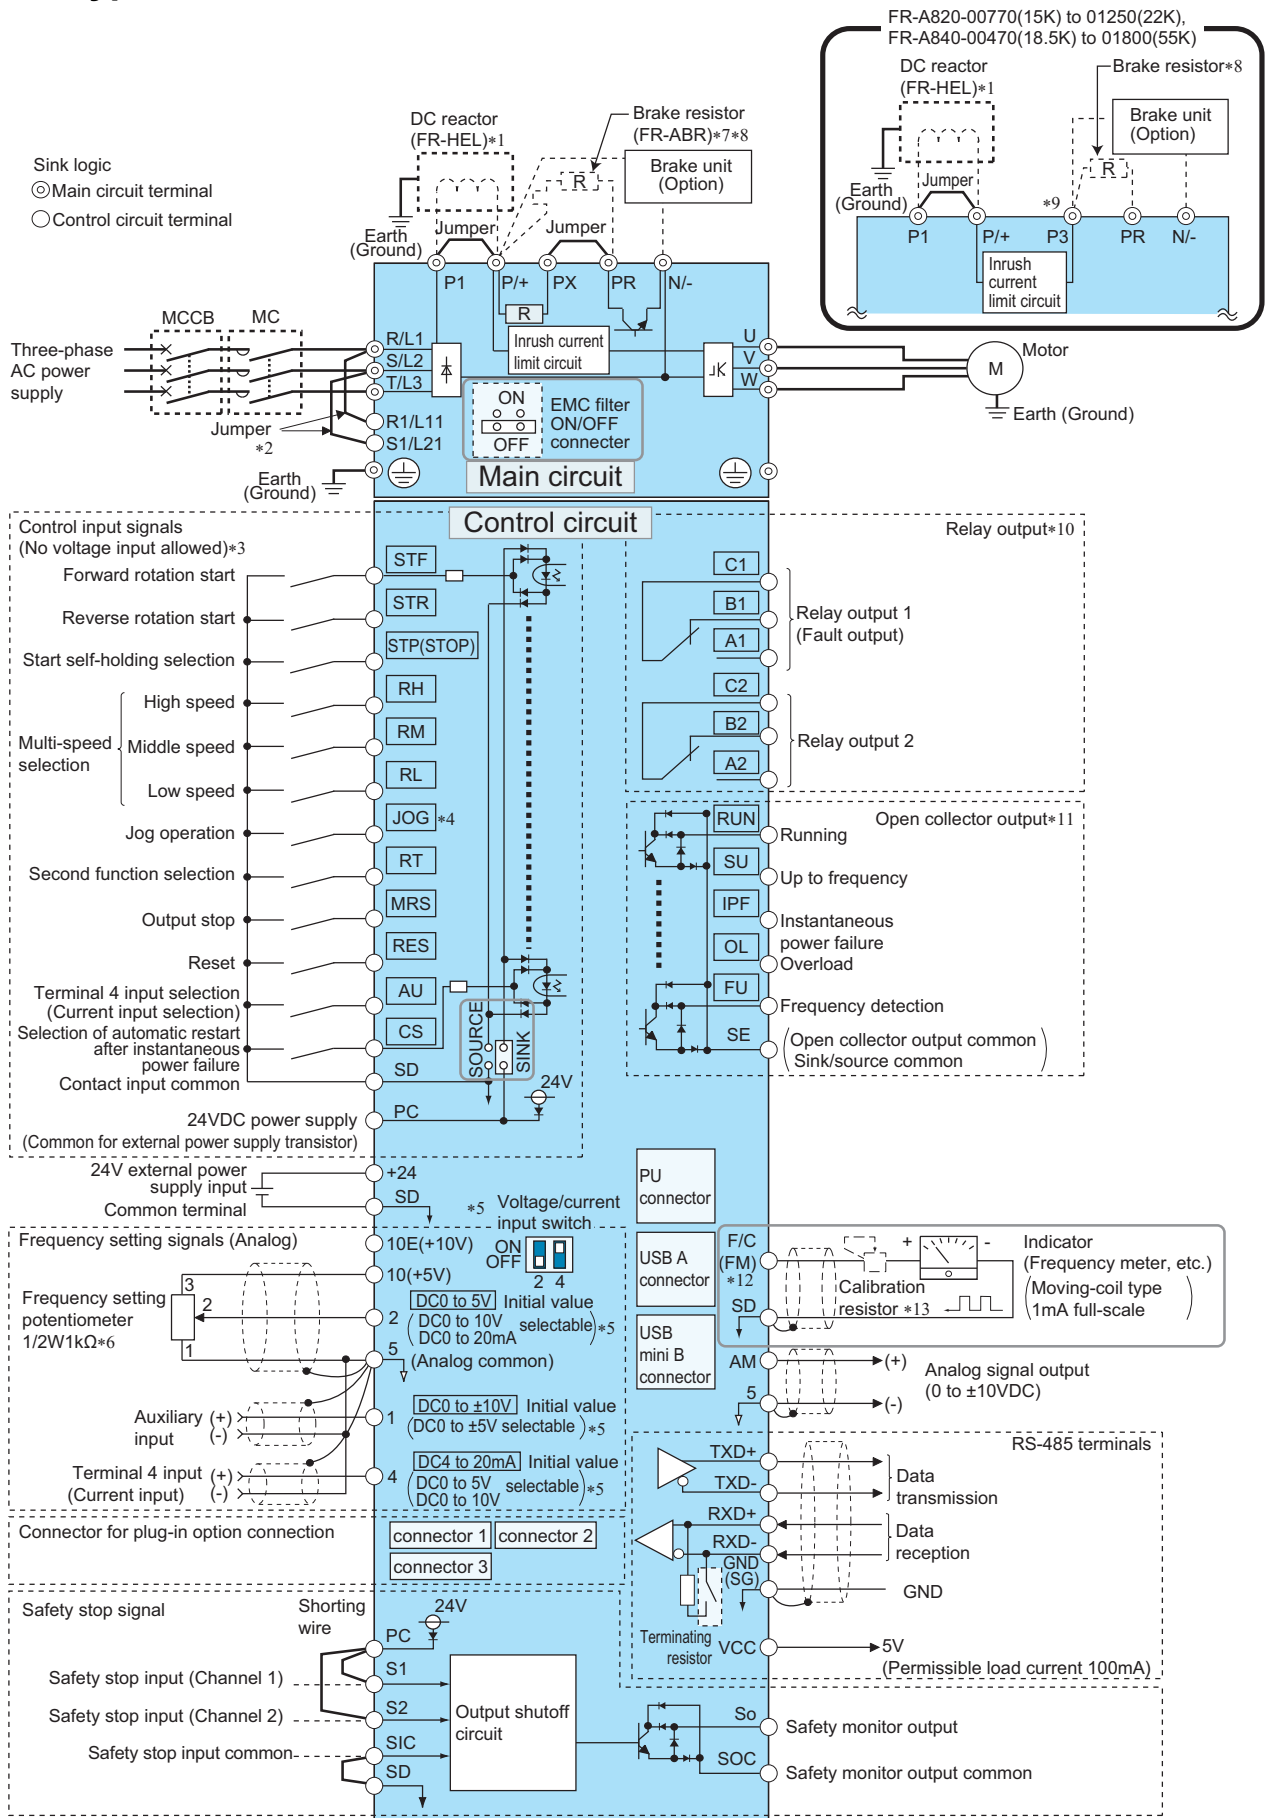 FR-A820-00770(15K) to 01250(22K),
FR-A840-00470(18.5K) to 01800(55K)
DC reactor
(FR-HEL)*1
Brake resistor*8
Brake unit
(Option)
R
Earth
(Ground)
Jumper
*9
P1
P/+
P3
PR
N/-
Inrush
current
limit circuit
Sink logic
Main circuit terminal
Control circuit terminal
DC reactor
(FR-HEL)*1
Brake resistor
(FR-ABR)*7*8
Brake unit
(Option)
R
Earth
(Ground)
Jumper
Jumper
P1
P/+
PX
PR
N/-
R
Inrush current
limit circuit
MCCB
MC
Three-phase
AC power
supply
R/L1
S/L2
T/L3
R1/L11
S1/L21
Jumper
*2
Earth
(Ground)
ON
OFF
EMC filter
ON/OFF
connecter
U
V
W
M
Motor
Earth (Ground)
Main circuit
Control circuit
Control input signals
(No voltage input allowed)*3
Forward rotation start
Reverse rotation start
Start self-holding selection
Multi-speed
selection
High speed
Middle speed
Low speed
Jog operation
Second function selection
Output stop
Reset
Terminal 4 input selection
(Current input selection)
Selection of automatic restart
after instantaneous
power failure
Contact input common
24VDC power supply
(Common for external power supply transistor)
STF
STR
STP(STOP)
RH
RM
RL
JOG *4
RT
MRS
RES
AU
CS
SD
PC
SOURCE
SINK
24V
Relay output*10
C1
B1
A1
Relay output 1
(Fault output)
C2
B2
A2
Relay output 2
Open collector output*11
RUN
Running
SU
Up to frequency
IPF
Instantaneous
power failure
OL
Overload
FU
Frequency detection
SE
Open collector output common
Sink/source common
24V external power
supply input
Common terminal
+24
SD
*5 Voltage/current
input switch
ON
OFF
2 4
Frequency setting signals (Analog)
Frequency setting
potentiometer
1/2W1kΩ*6
3
2
1
10E(+10V)
10(+5V)
2
DC0 to 5V Initial value
DC0 to 10V
DC0 to 20mA
selectable *5
5
(Analog common)
Auxiliary
input
(+)
(-)
1
DC0 to ±10V Initial value
(DC0 to ±5V selectable)*5
Terminal 4 input
(Current input)
(+)
(-)
4
DC4 to 20mA Initial value
DC0 to 5V
DC0 to 10V
selectable *5
PU
connector
USB A
connector
USB
mini B
connector
F/C
(FM)
*12
SD
+
-
Calibration
resistor *13
Indicator
(Frequency meter, etc.)
Moving-coil type
1mA full-scale
AM
5
(+)
(-)
Analog signal output
(0 to ±10VDC)
RS-485 terminals
TXD+
TXD-
RXD+
RXD-
GND
(SG)
VCC
Data
transmission
Data
reception
GND
Terminating
resistor
5V
(Permissible load current 100mA)
Connector for plug-in option connection
connector 1
connector 2
connector 3
Safety stop signal
Shorting
wire
24V
PC
S1
S2
SIC
SD
Safety stop input (Channel 1)
Safety stop input (Channel 2)
Safety stop input common
Output shutoff
circuit
So
SOC
Safety monitor output
Safety monitor output common